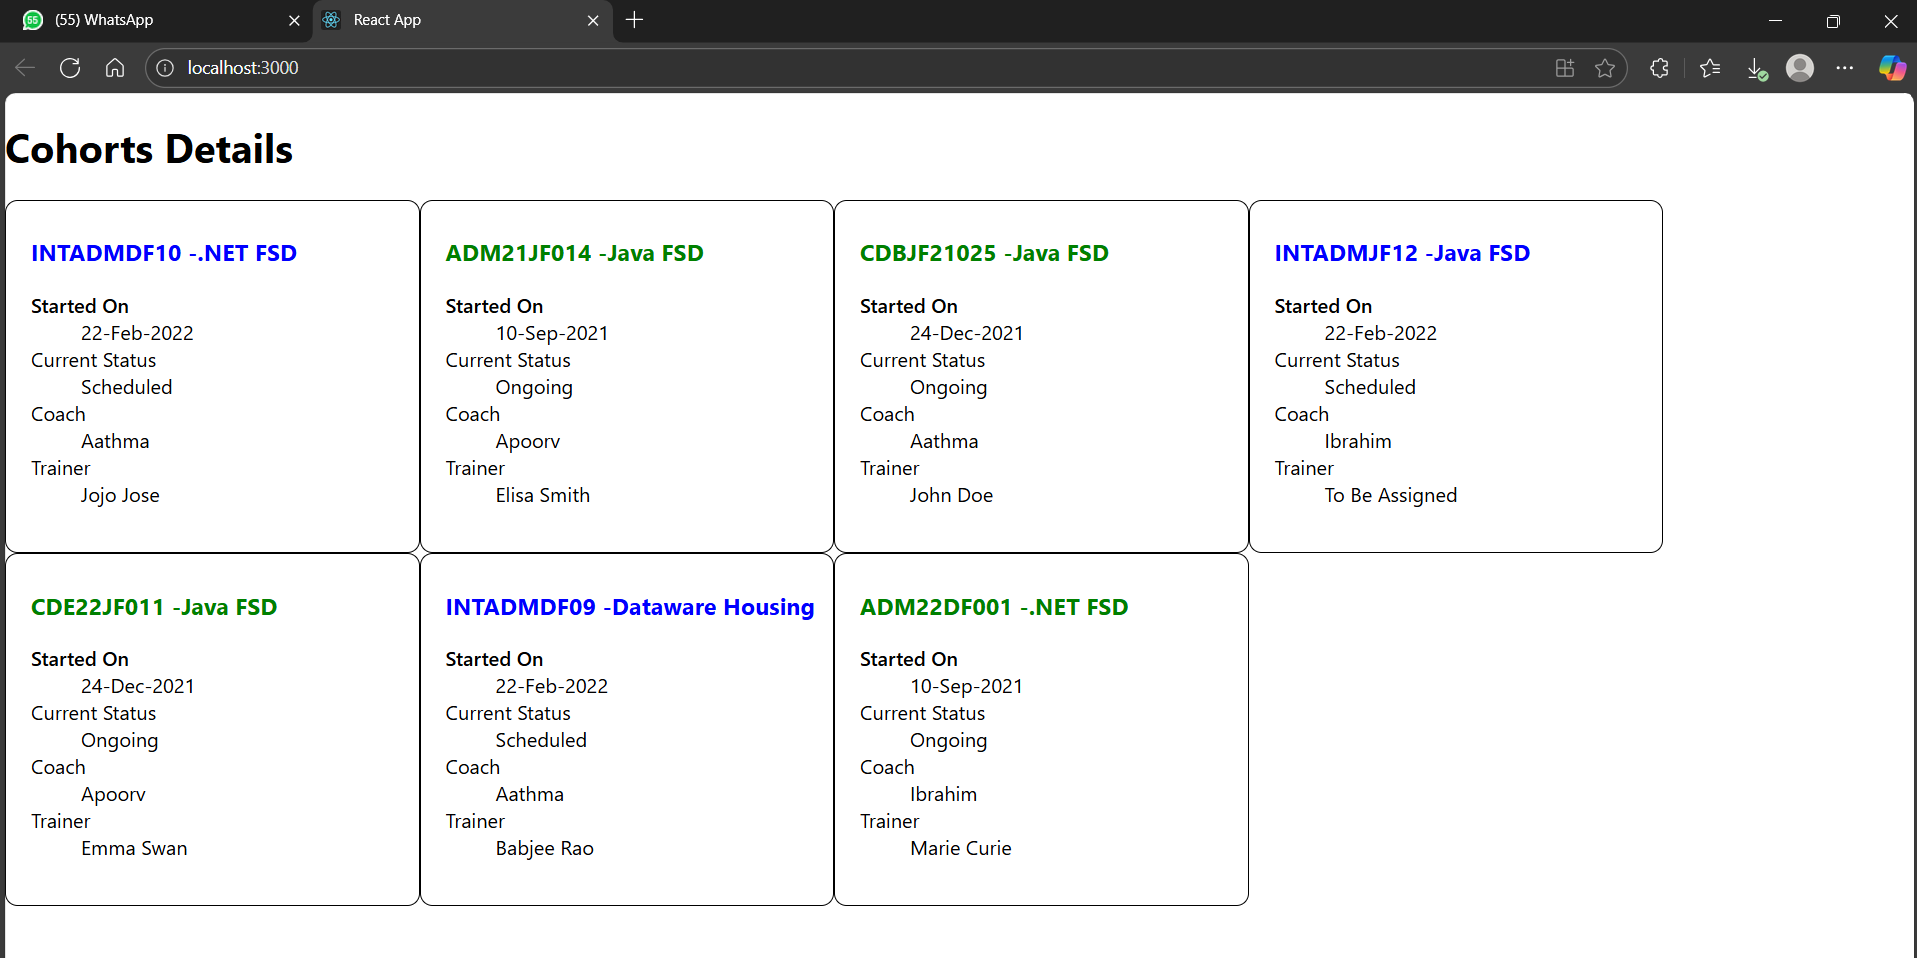 (55) WhatsApp
React App
localhost:3000
Cohorts Details
INTADMDF10 -.NET FSD
Started On
22-Feb-2022
Current Status
Scheduled
Coach
Aathma
Trainer
Jojo Jose
ADM21JF014 -Java FSD
Started On
10-Sep-2021
Current Status
Ongoing
Coach
Apoorv
Trainer
Elisa Smith
CDBJF21025 -Java FSD
Started On
24-Dec-2021
Current Status
Ongoing
Coach
Aathma
Trainer
John Doe
INTADMJF12 -Java FSD
Started On
22-Feb-2022
Current Status
Scheduled
Coach
Ibrahim
Trainer
To Be Assigned
CDE22JF011 -Java FSD
Started On
24-Dec-2021
Current Status
Ongoing
Coach
Apoorv
Trainer
Emma Swan
INTADMDF09 -Dataware Housing
Started On
22-Feb-2022
Current Status
Scheduled
Coach
Aathma
Trainer
Babjee Rao
ADM22DF001 -.NET FSD
Started On
10-Sep-2021
Current Status
Ongoing
Coach
Ibrahim
Trainer
Marie Curie